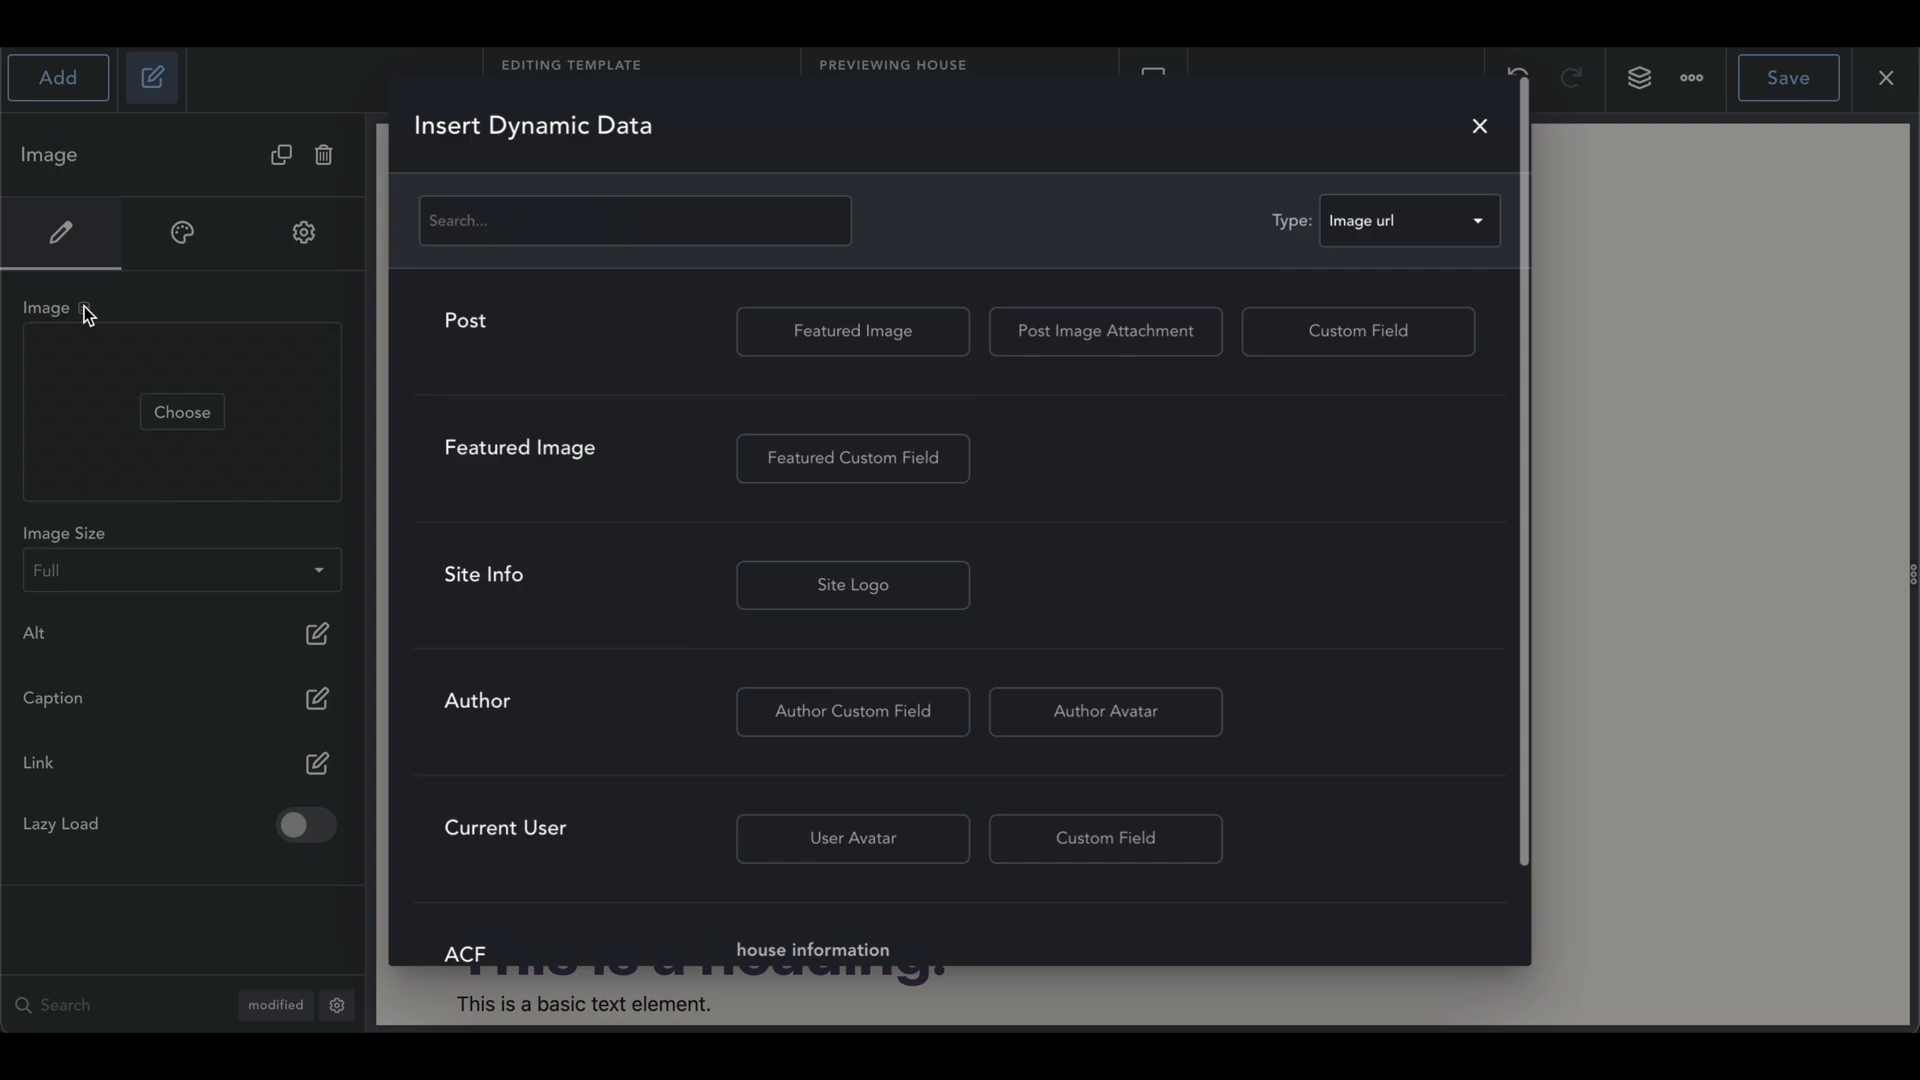 Add
EDITING TEMPLATE
PREVIEWING HOUSE
Save
Image
Insert Dynamic Data
Search...
Type:
Image url
Image
Choose
Image Size
Full
Alt
Caption
Link
Lazy Load
Search
modified
Post
Featured Image
Post Image Attachment
Custom Field
Featured Image
Featured Custom Field
Site Info
Site Logo
Author
Author Custom Field
Author Avatar
Current User
User Avatar
Custom Field
ACF
house information
This is a heading.
This is a basic text element.